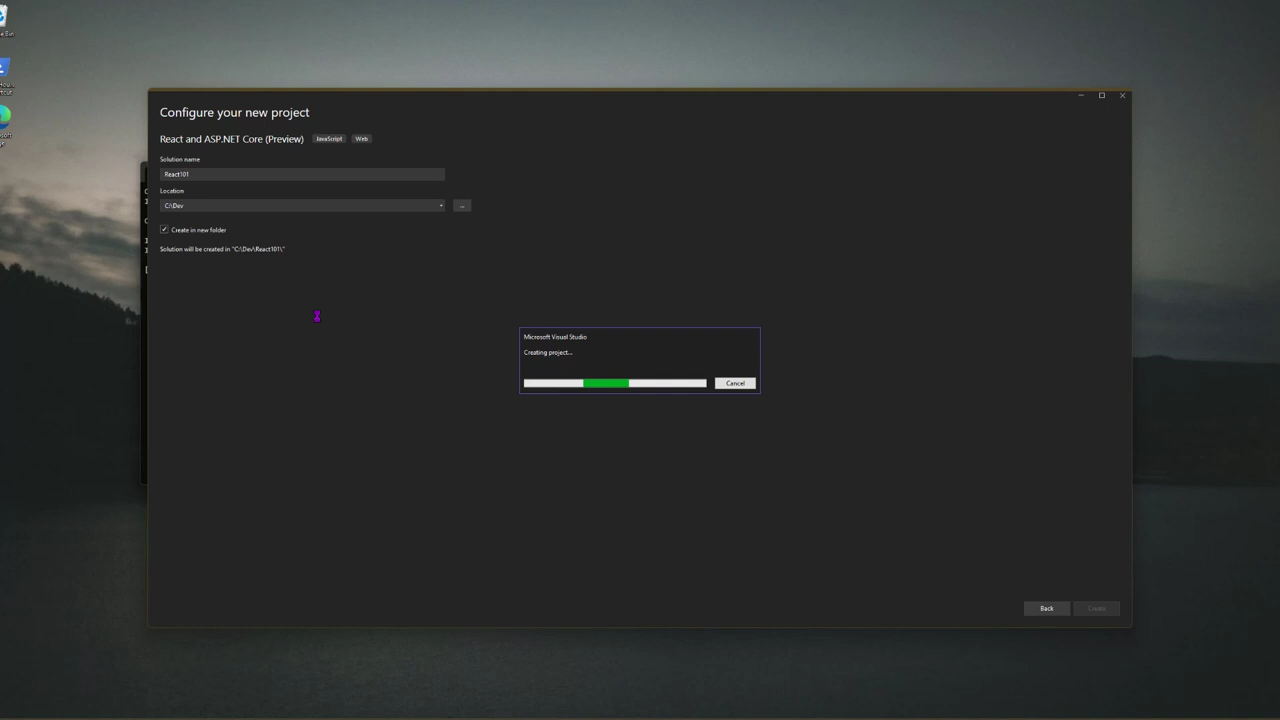 Configure your new project
React and ASP.NET Core (Preview) JavaScript Web
Solution name
React101
Location
C:\Dev
...
Create in new folder
Solution will be created in "C:\Dev\React101\"
Microsoft Visual Studio
Creating project...
Cancel
Back Create